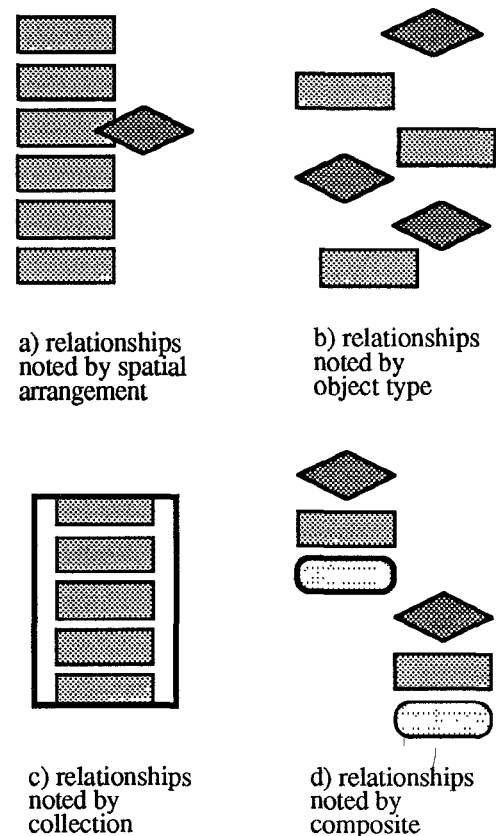 a) relationships
noted by spatial
arrangement
b) relationships
noted by
object type
c) relationships
noted by
collection
d) relationships
noted by
composite